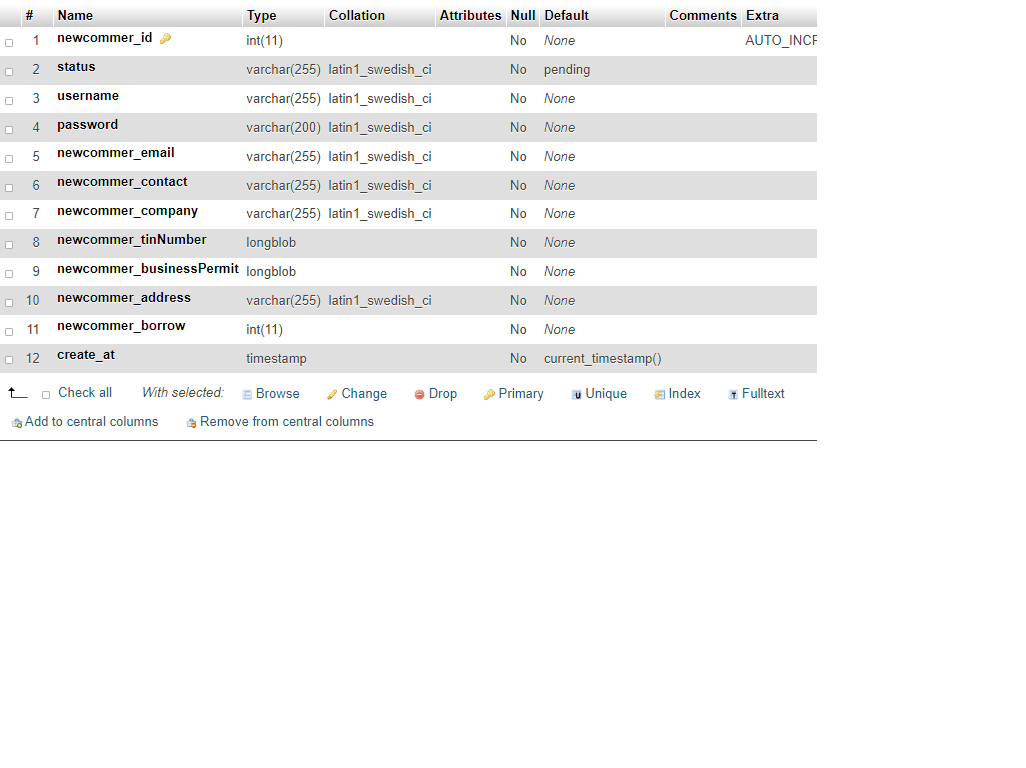 # Name Type Collation Attributes Null Default Comments Extra
1 newcommer_id int(11) No None AUTO_INCR
2 status varchar(255) latin1_swedish_ci No pending
3 username varchar(255) latin1_swedish_ci No None
4 password varchar(200) latin1_swedish_ci No None
5 newcommer_email varchar(255) latin1_swedish_ci No None
6 newcommer_contact varchar(255) latin1_swedish_ci No None
7 newcommer_company varchar(255) latin1_swedish_ci No None
8 newcommer_tinNumber longblob No None
9 newcommer_businessPermit longblob No None
10 newcommer_address varchar(255) latin1_swedish_ci No None
11 newcommer_borrow int(11) No None
12 create_at timestamp No current_timestamp()
Check all With selected: Browse Change Drop Primary Unique Index Fulltext
Add to central columns Remove from central columns